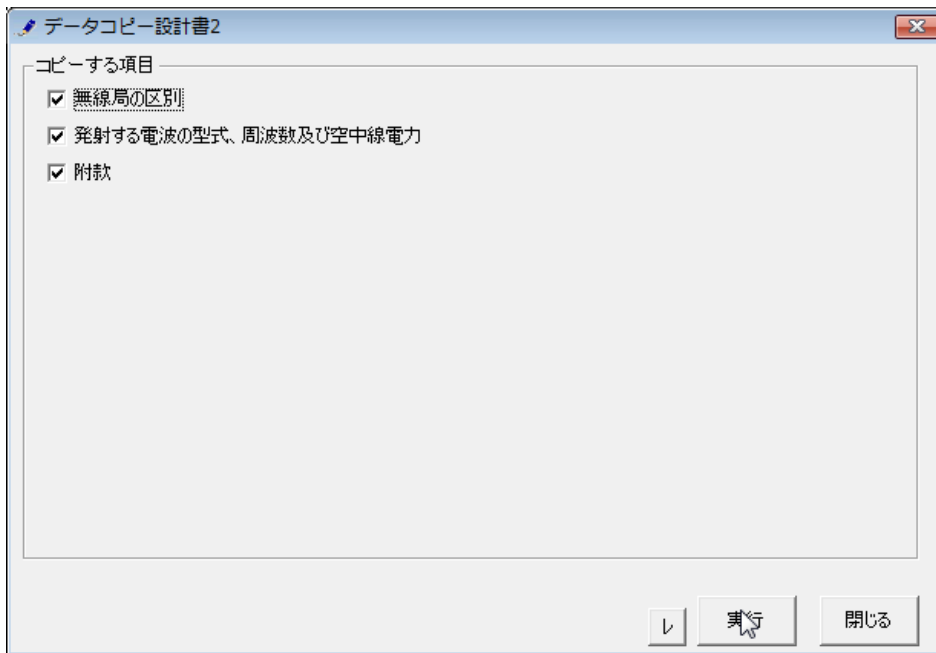 データコピー設計書2
コピーする項目
無線局の区別
発射する電波の型式、周波数及び空中線電力
附款
レ
実行
閉じる